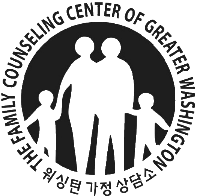 THE FAMILY COUNSELING CENTER OF GREATER WASHINGTON
워싱턴 가정 상담소